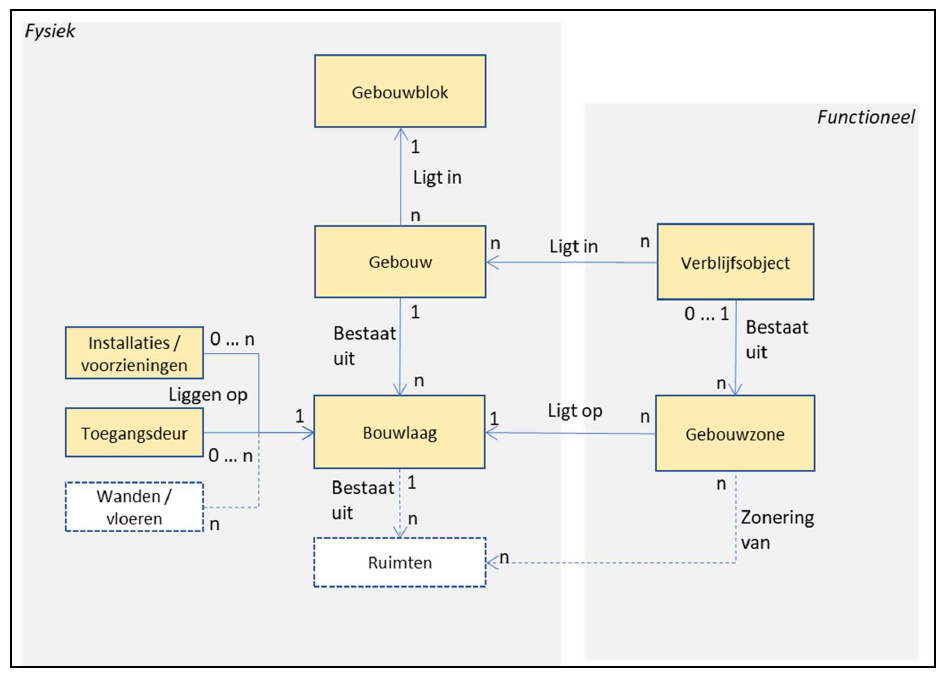 Fysiek
Gebouwblok
Functioneel
1
Ligt in
n
Gebouw
n
Ligt in
n
Verblijfsobject
1
Bestaat
uit
n
0 ... 1
Bestaat
uit
n
Installaties /
voorzieningen
0 ... n
Liggen op
Toegangsdeur
0 ... n
1
Bouwlaag
1
Ligt op
n
Gebouwzone
Wanden /
vloeren
n
Bestaat
uit
1
n
n
Zonering
van
Ruimten
n